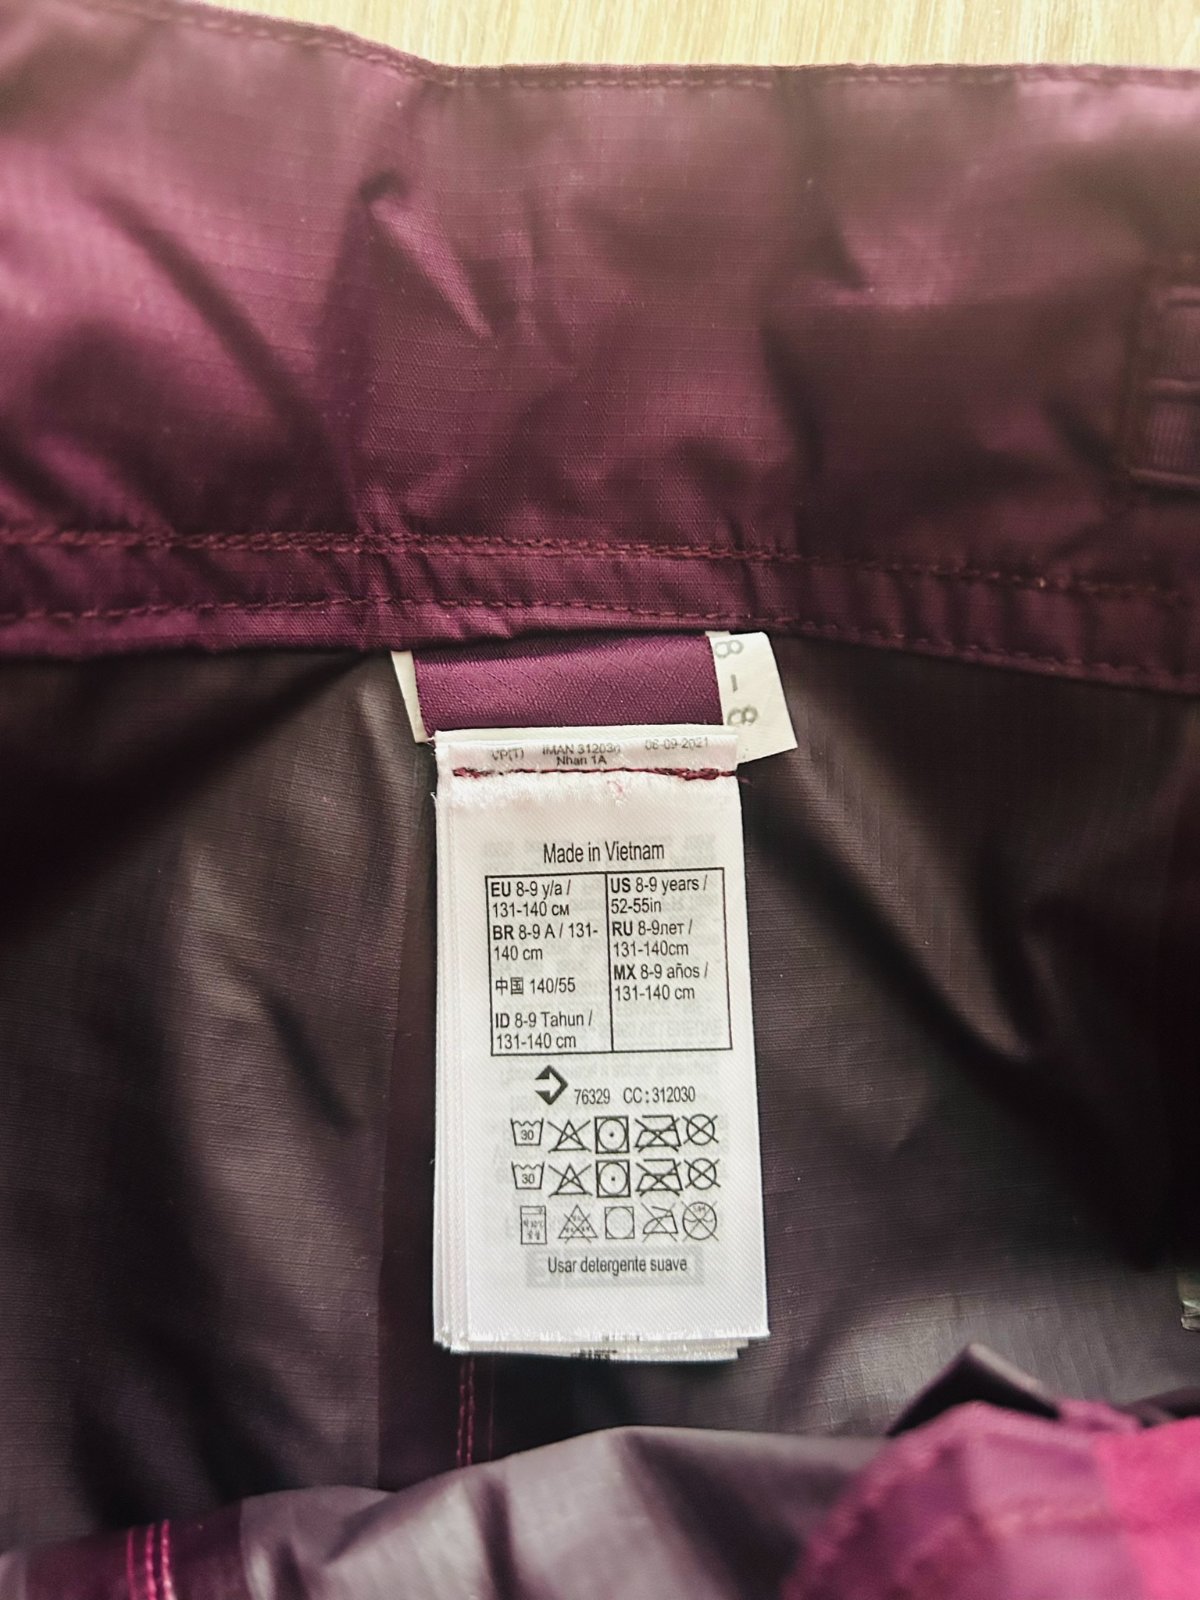 8-8
VP(T) IMAN 312030 06-09-2021
Nhan 1A
Made in Vietnam
EU 8-9 y/a /
131-140 см
BR 8-9 A / 131-
140 cm
中国 140/55
ID 8-9 Tahun /
131-140 cm
US 8-9 years /
52-55in
RU 8-9лет /
131-140cm
MX 8-9 años /
131-140 cm
76329 CC:312030
30
30
Usar detergente suave